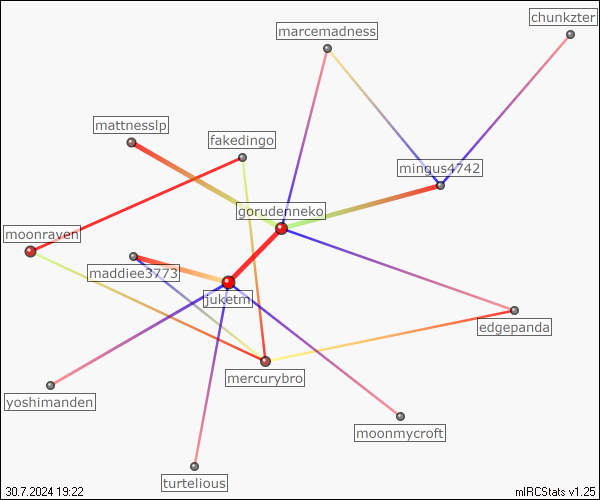 chunkzter
marcemadness
mattnesslp
fakedingo
mingus4742
gorudenneko
moonraven
maddiee3773
juketm
edgepanda
mercurybro
yoshimanden
moonmycroft
turtelious
30.7.2024 19:22
mIRCStats v1.25